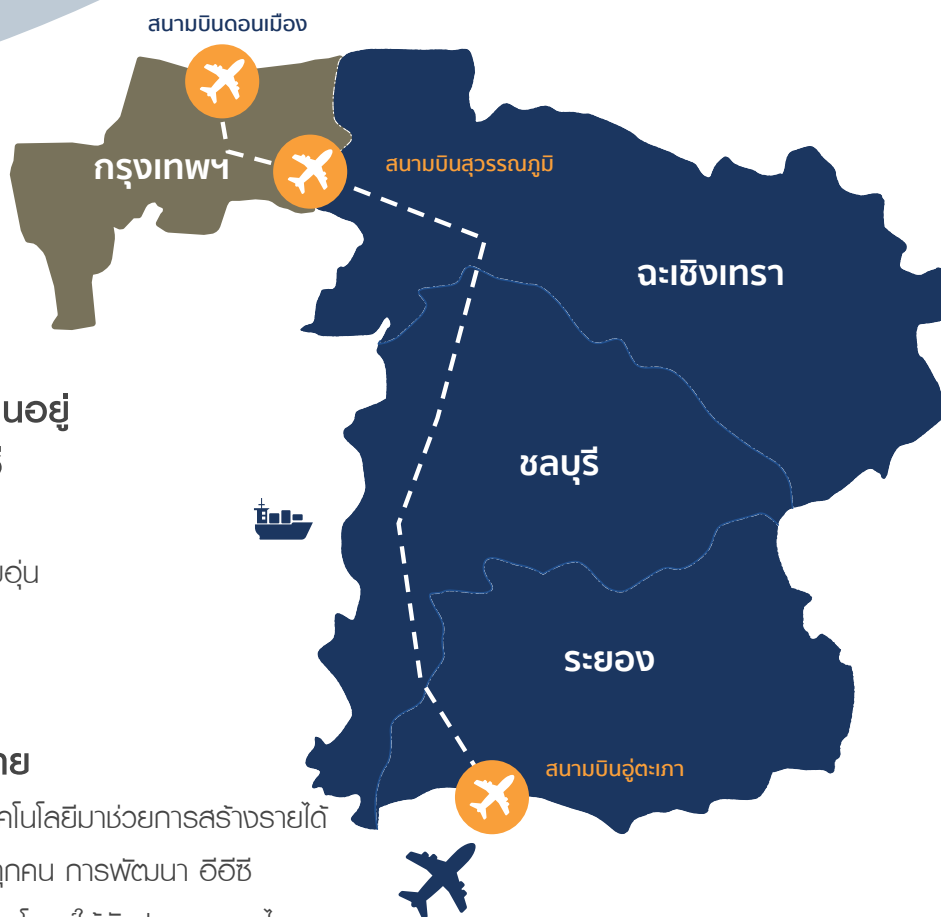 สนามบินดอนเมือง
กรุงเทพฯ
สนามบินสุวรรณภูมิ
ฉะเชิงเทรา
ชลบุรี
ระยอง
สนามบินอู่ตะเภา
นอยู่
อุ่น
าย
คโนโลยีมาช่วยการสร้างรายได้
ทุกคน การพัฒนา อีอีซี